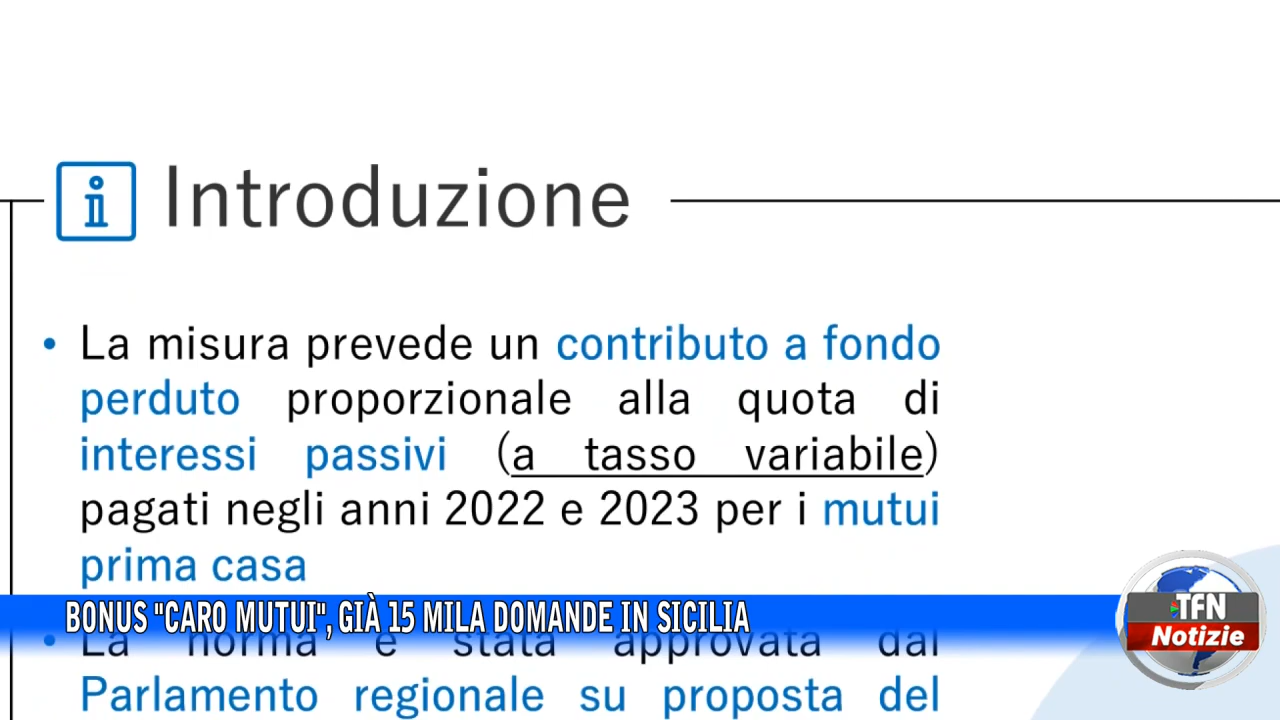 Introduzione
• La misura prevede un contributo a fondo
perduto proporzionale alla quota di
interessi passivi (a tasso variabile)
pagati negli anni 2022 e 2023 per i mutui
prima casa
BONUS "CARO MUTUI", GIÀ 15 MILA DOMANDE IN SICILIA
• La norma è stata approvata dal
Parlamento regionale su proposta del
TFN
Notizie